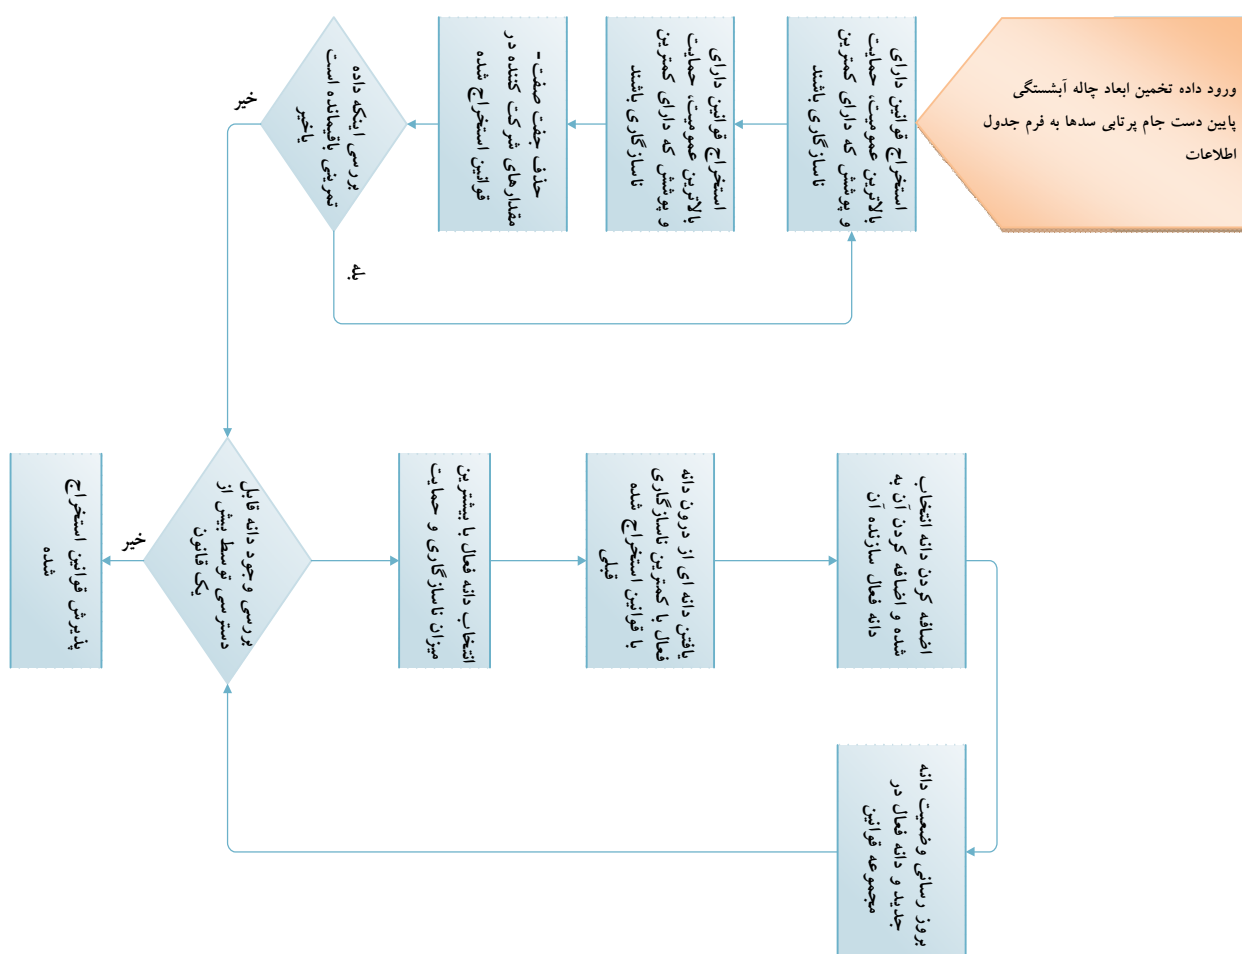 ورود داده تخمین ابعاد چاله آبشستگی
پایین دست جام پرتابی سدها به فرم جدول
اطلاعات
استخراج قوانین دارای
بالاترین عمومیت، حمایت
و پوشش که دارای کمترین
ناسازگاری باشند
استخراج قوانین دارای
بالاترین عمومیت، حمایت
و پوشش که دارای کمترین
ناسازگاری باشند
حذف جفت صفت-
مقدارهای شرکت کننده در
قوانین استخراج شده
بررسی اینکه داده
تمرینی باقیمانده است
یاخیر
خیر
بله
بررسی وجود دانه قابل
دسترسی توسط بیش از
یک قانون
خیر
پذیرش قوانین استخراج
شده
انتخاب دانه فعال با بیشترین
میزان ناسازگاری و حمایت
یافتن دانه ای از درون دانه
فعال با کمترین ناسازگاری
با قوانین استخراج شده
قبلی
اضافه کردن دانه انتخاب
شده و اضافه کردن آن به
دانه فعال سازنده آن
بروز رسانی وضعیت دانه
جدید و دانه فعال در
مجموعه قوانین